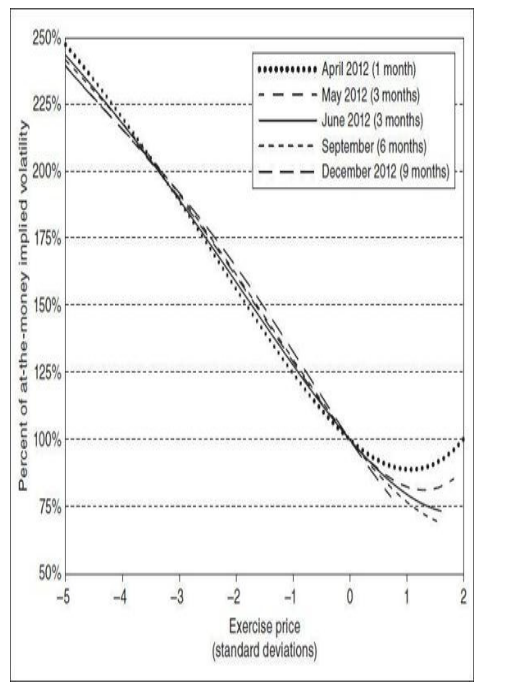 250%
225%
200%
175%
150%
125%
100%
75%
50%
Percent of at-the-money implied volatility
April 2012 (1 month)
May 2012 (3 months)
June 2012 (3 months)
September (6 months)
December 2012 (9 months)
−5 −4 −3 −2 −1 0 1 2
Exercise price
(standard deviations)